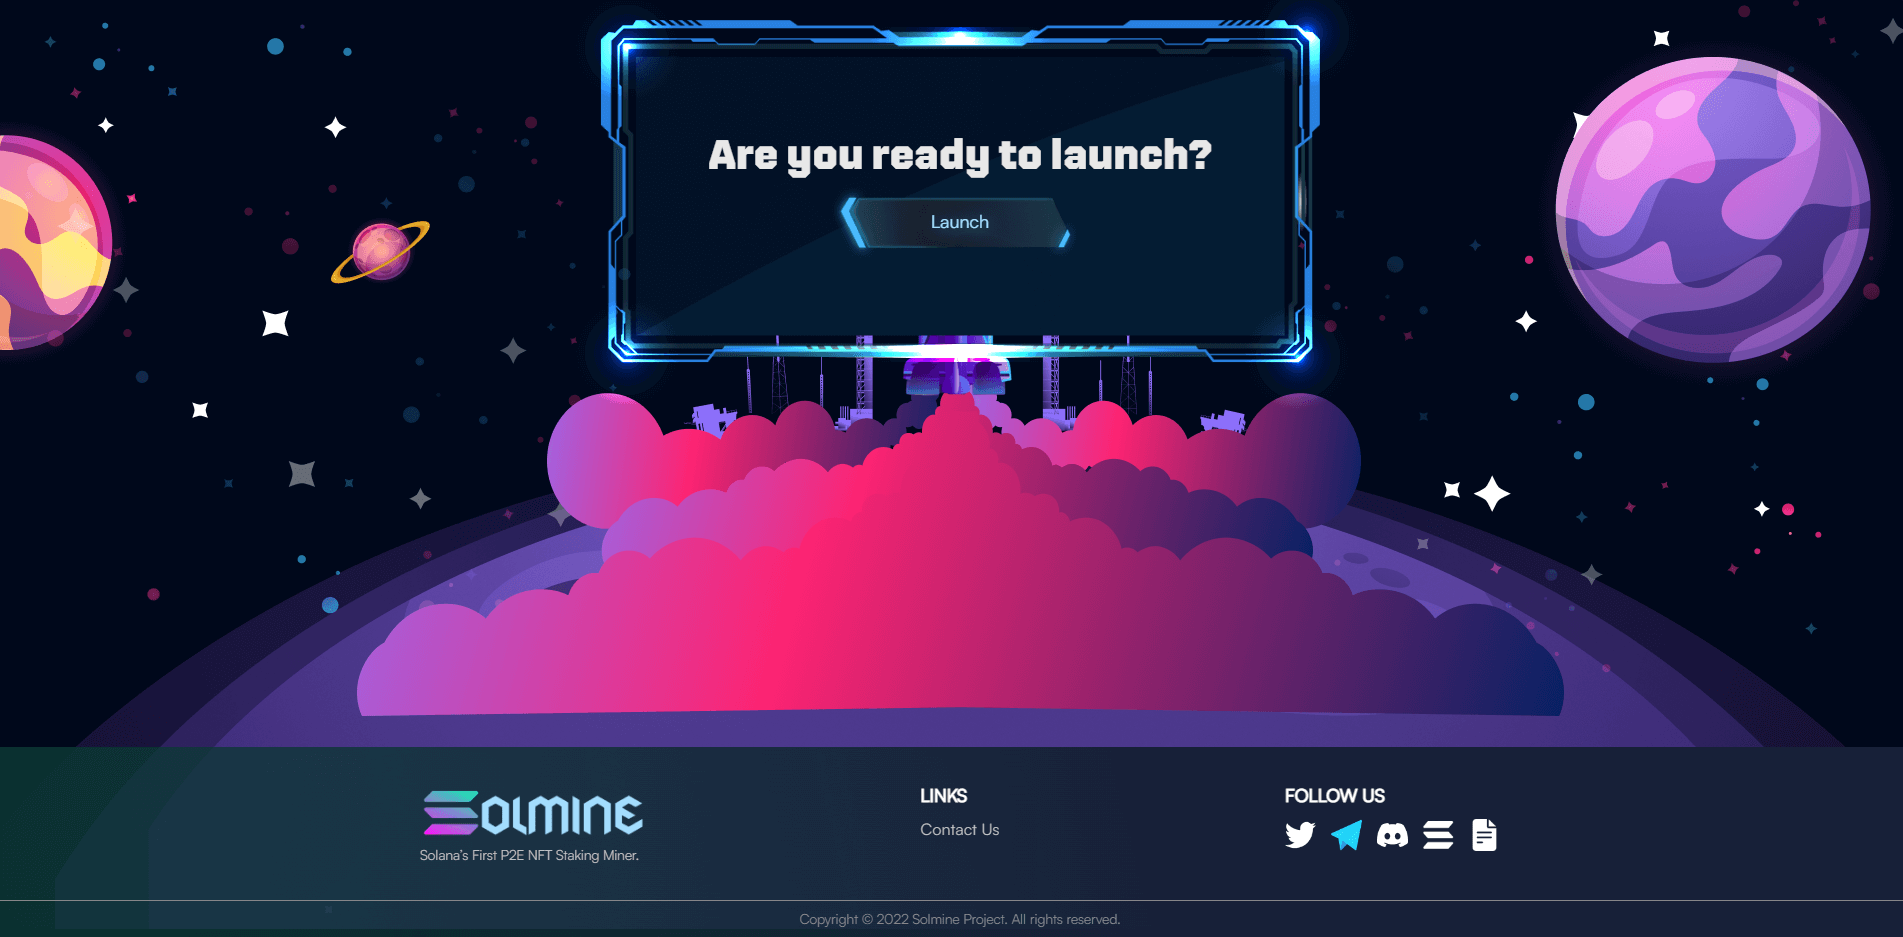 Are you ready to launch?
Launch
SOLMINE
Solana's First P2E NFT Staking Miner.
LINKS
Contact Us
FOLLOW US
Copyright © 2022 Solmine Project. All rights reserved.